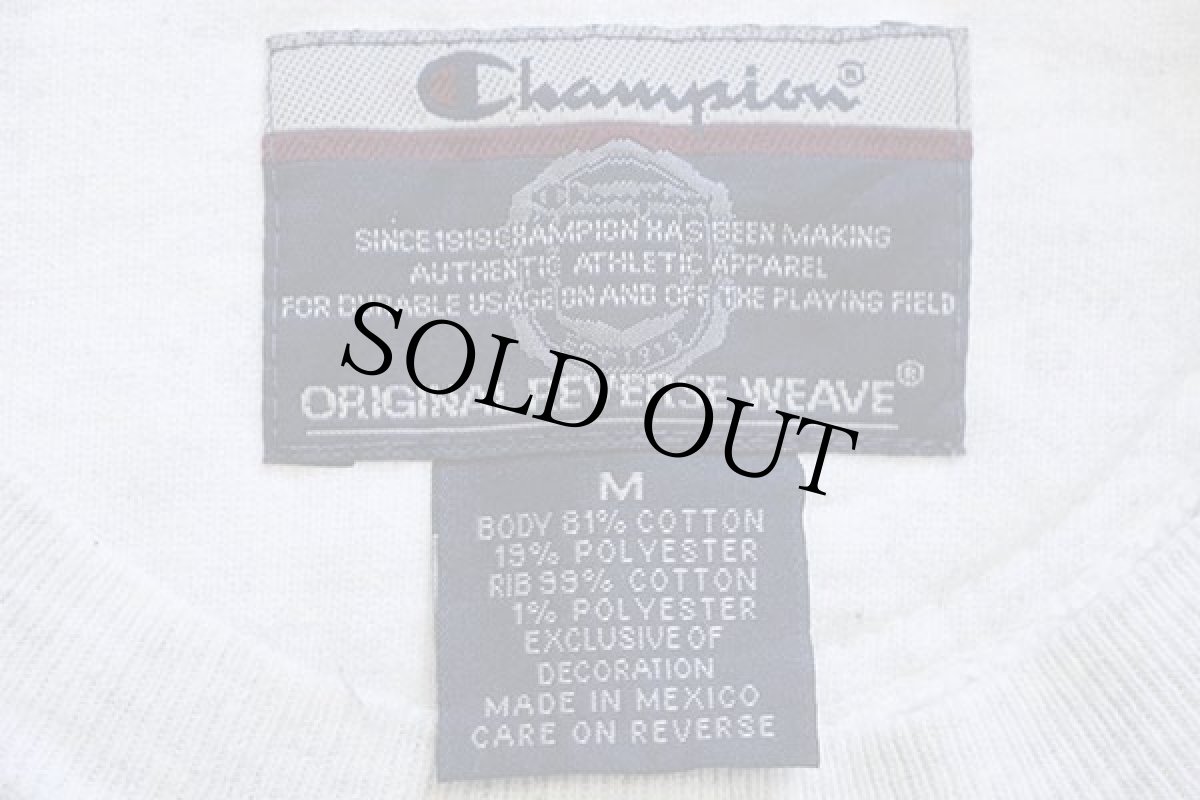 Champion®
SINCE 1919 CHAMPION HAS BEEN MAKING
AUTHENTIC ATHLETIC APPAREL
FOR DURABLE USAGE ON AND OFF THE PLAYING FIELD
EST. 1919
ORIGINAL REVERSE WEAVE®
SOLD OUT
M
BODY 81% COTTON
19% POLYESTER
RIB 99% COTTON
1% POLYESTER
EXCLUSIVE OF
DECORATION
MADE IN MEXICO
CARE ON REVERSE